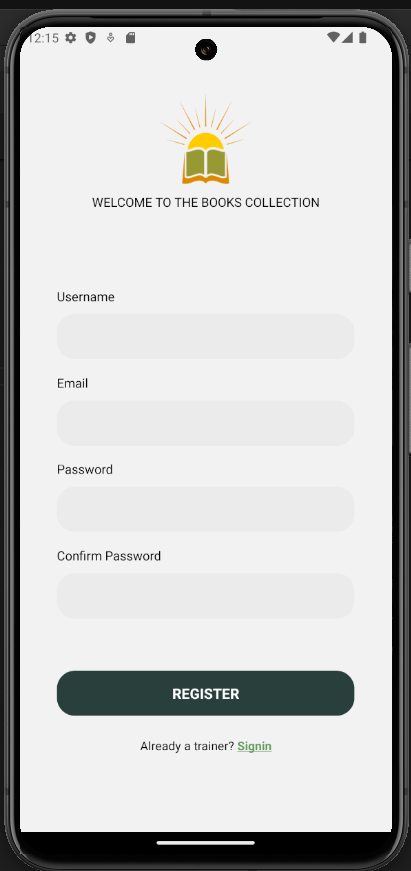 12:15
WELCOME TO THE BOOKS COLLECTION
Username
Email
Password
Confirm Password
REGISTER
Already a trainer? Signin